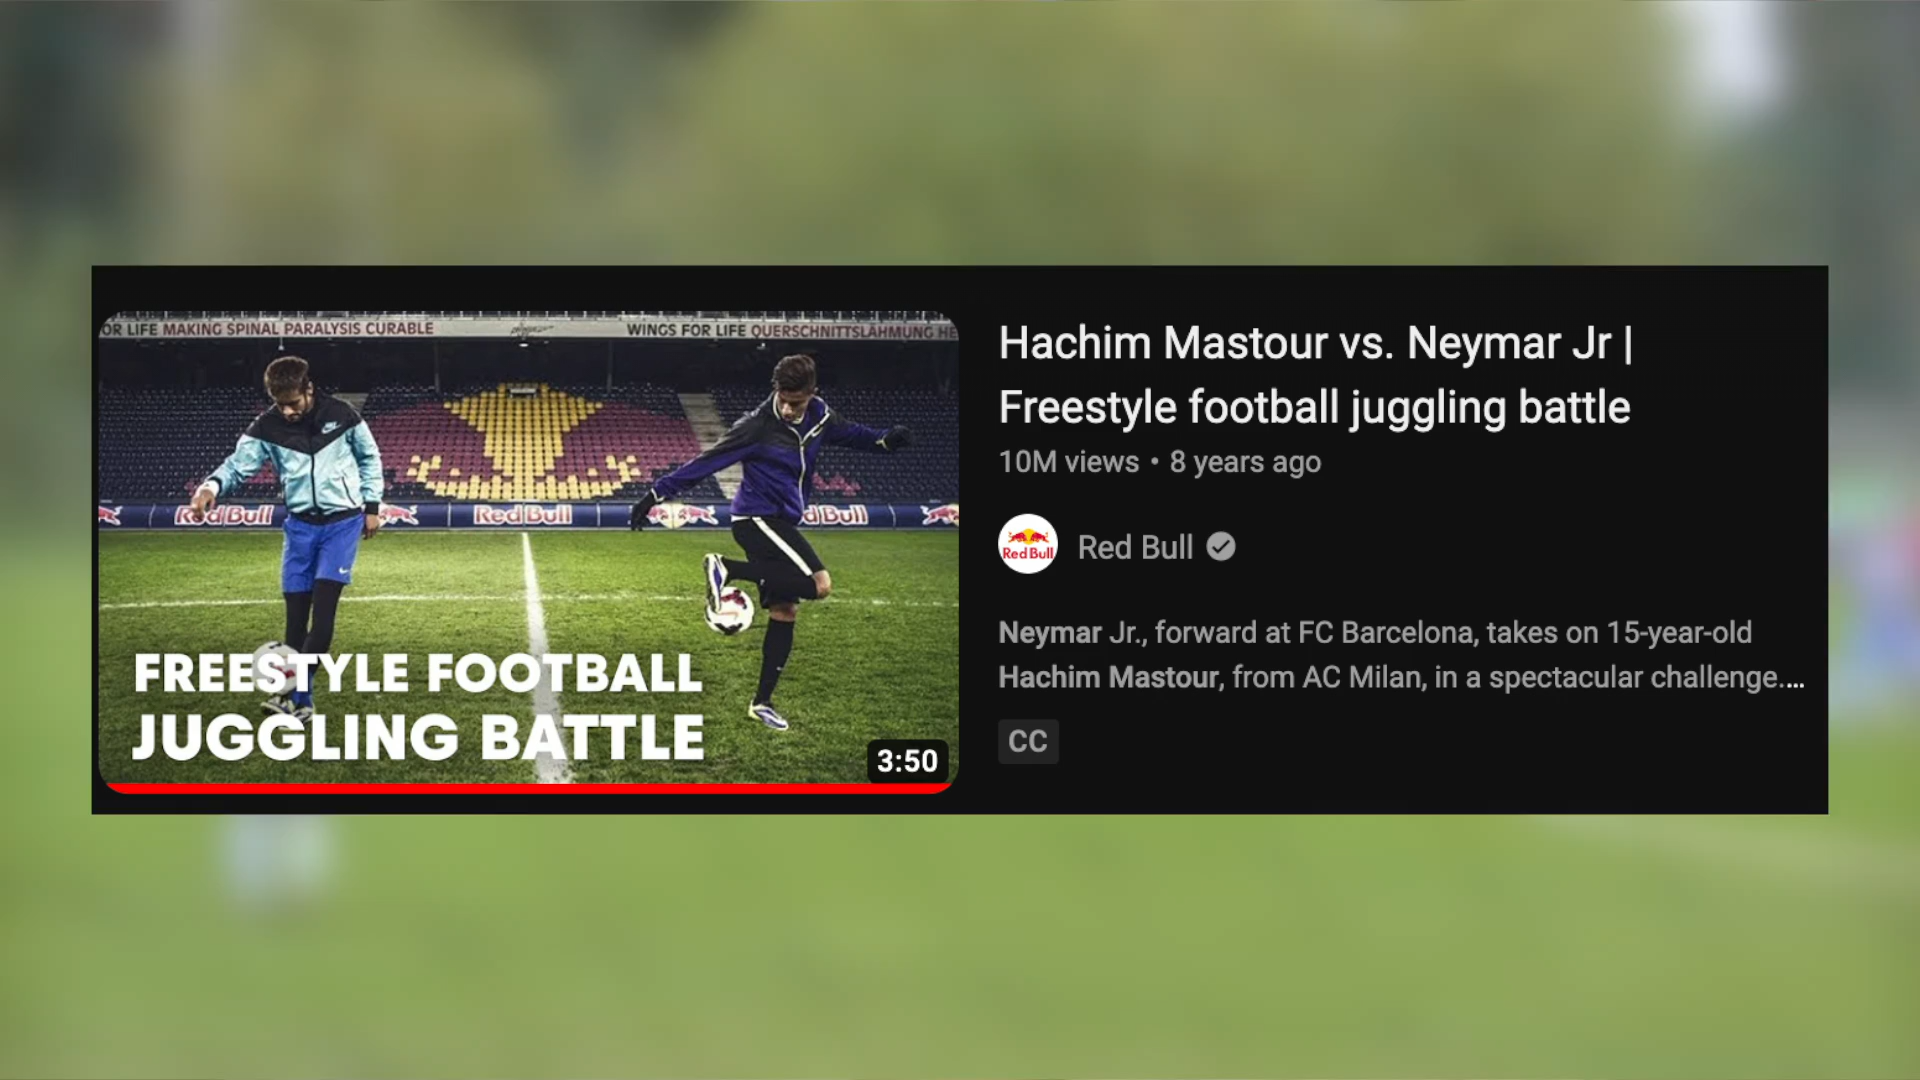 OR LIFE MAKING SPINAL PARALYSIS CURABLE
WINGS FOR LIFE QUERSCHNITTSLÄHMUNG HE
Red Bull
Red Bull
d Bull
FREESTYLE FOOTBALL
JUGGLING BATTLE
3:50
Hachim Mastour vs. Neymar Jr |
Freestyle football juggling battle
10M views • 8 years ago
Red Bull
Red Bull
Neymar Jr., forward at FC Barcelona, takes on 15-year-old
Hachim Mastour, from AC Milan, in a spectacular challenge....
CC